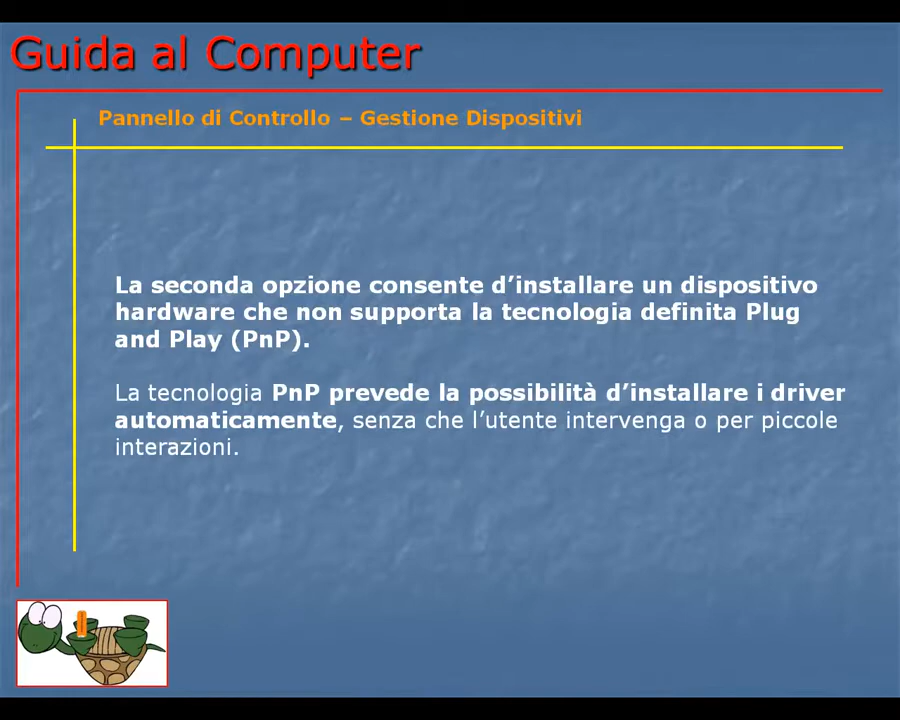 Guida al Computer
Pannello di Controllo – Gestione Dispositivi
La seconda opzione consente d’installare un dispositivo
hardware che non supporta la tecnologia definita Plug
and Play (PnP).
La tecnologia PnP prevede la possibilità d’installare i driver
automaticamente, senza che l’utente intervenga o per piccole
interazioni.